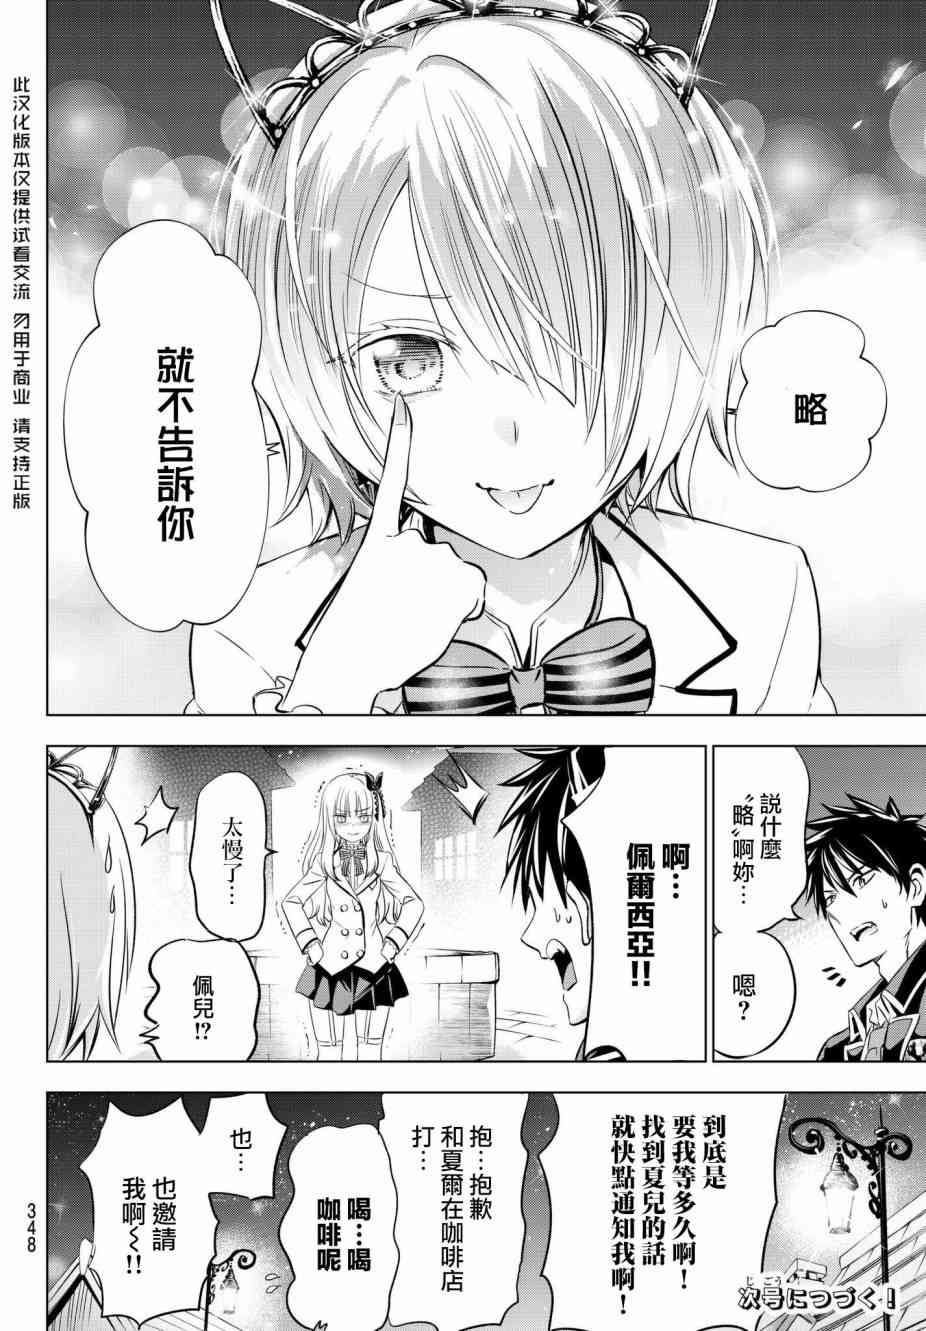 略
就不告訴你
此汉化版本仅提供试看交流 勿用于商业 请支持正版
說什麼
〝略〞啊妳…
嗯?
啊…
佩爾西亞!!
太慢了…
佩兒!?
到底是
要我等多久啊!
找到夏兒的話
就快點通知我啊!
抱…抱歉
和夏爾在咖啡店
打…
喝…喝
咖啡呢
也…
也邀請
我啊～!!
じごう
次号につづく!
348